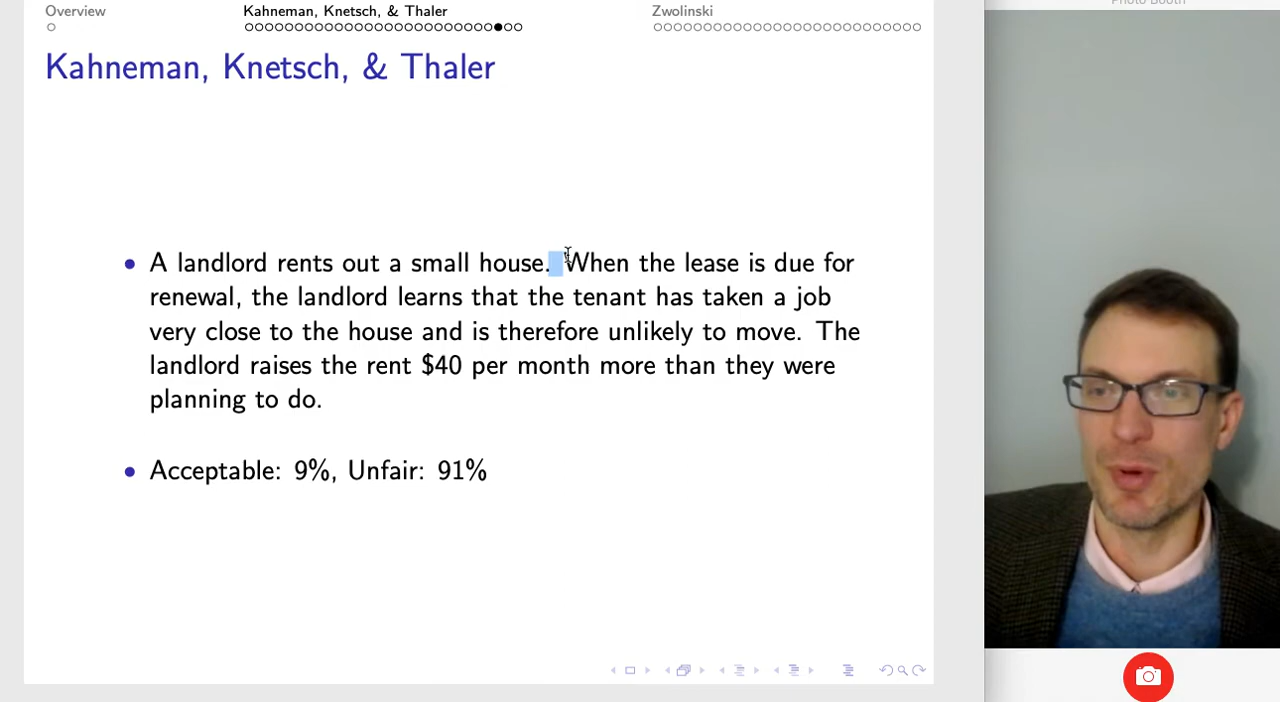 Overview
Kahneman, Knetsch, & Thaler
Zwolinski
Photo Booth
Kahneman, Knetsch, & Thaler
• A landlord rents out a small house. When the lease is due for
renewal, the landlord learns that the tenant has taken a job
very close to the house and is therefore unlikely to move. The
landlord raises the rent $40 per month more than they were
planning to do.
• Acceptable: 9%, Unfair: 91%